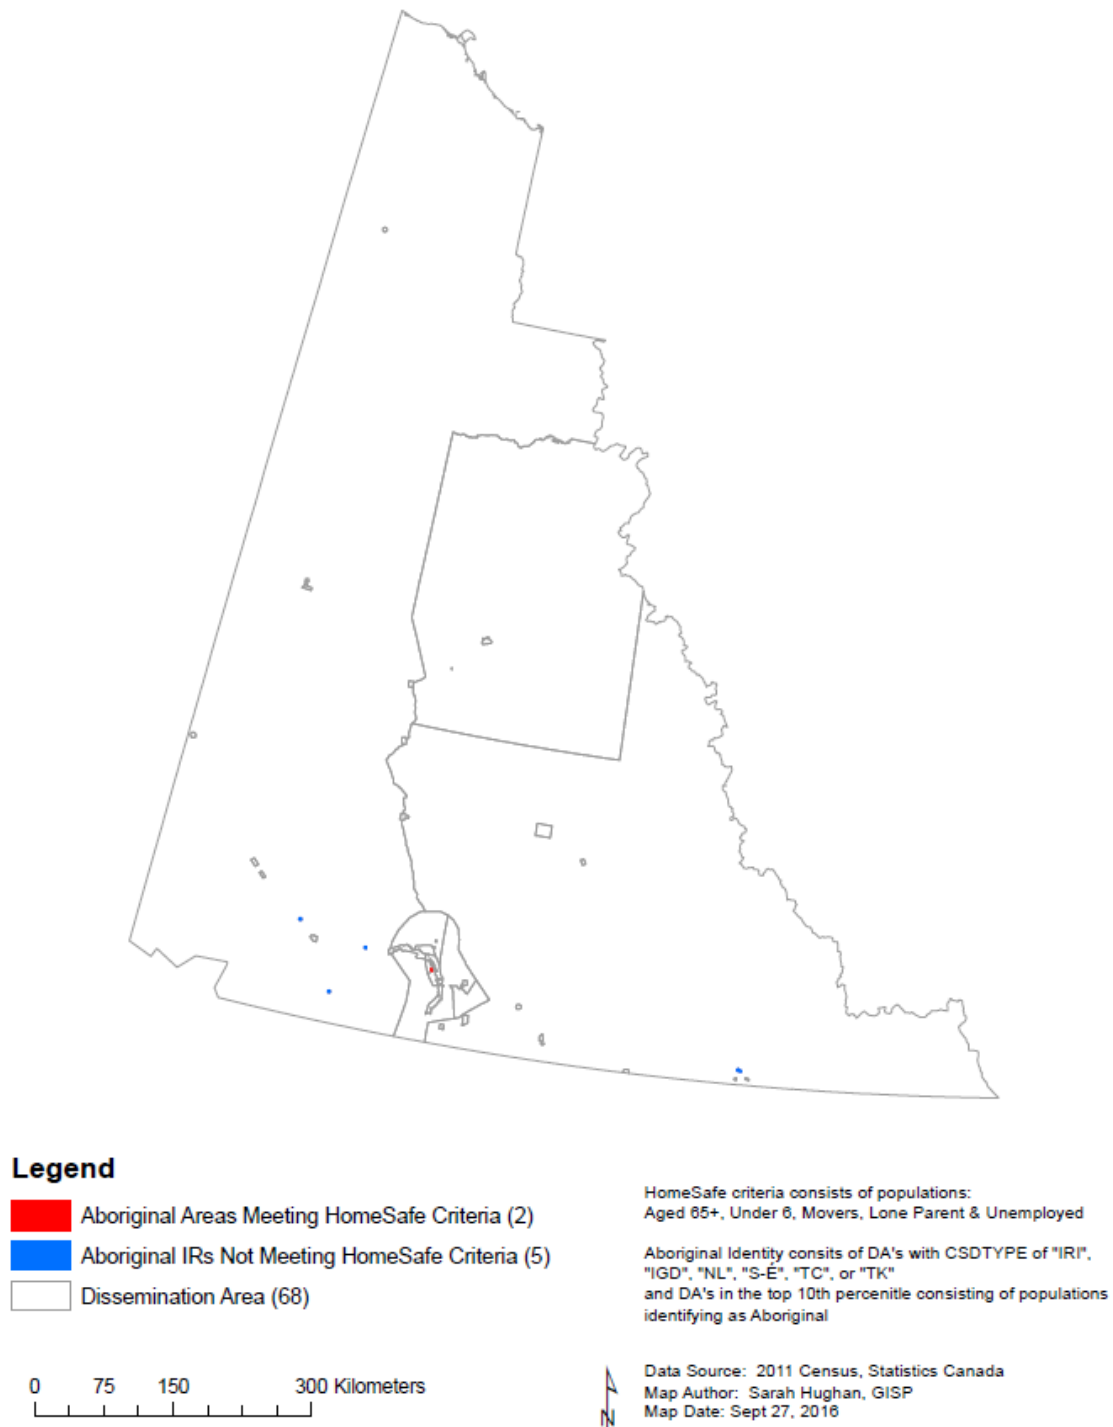 Legend
Aboriginal Areas Meeting HomeSafe Criteria (2)
Aboriginal IRs Not Meeting HomeSafe Criteria (5)
Dissemination Area (68)
0 75 150 300 Kilometers
HomeSafe criteria consists of populations:
Aged 65+, Under 6, Movers, Lone Parent & Unemployed
Aboriginal Identity consits of DA's with CSDTYPE of "IRI",
"IGD", "NL", "S-É", "TC", or "TK"
and DA's in the top 10th percenitle consisting of populations
identifying as Aboriginal
N
Data Source: 2011 Census, Statistics Canada
Map Author: Sarah Hughan, GISP
Map Date: Sept 27, 2016